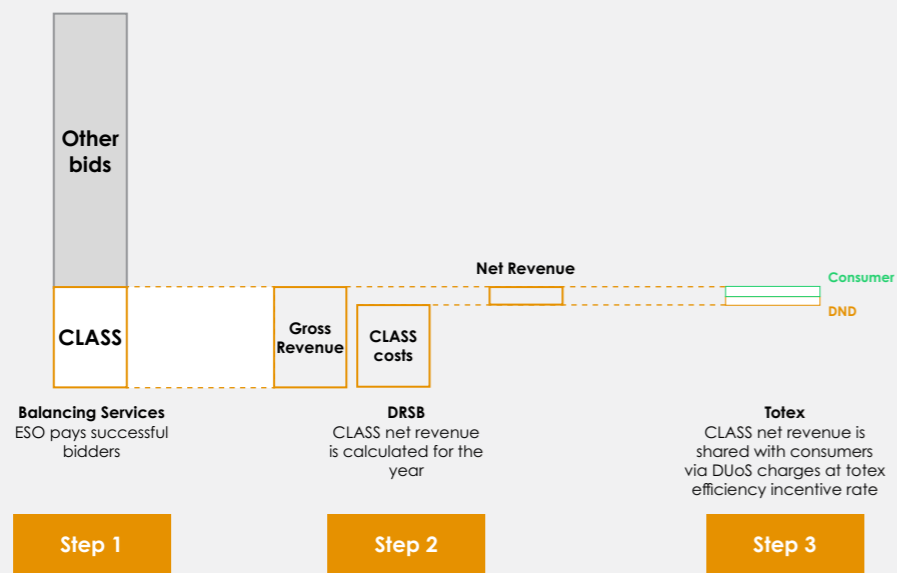 Other
bids
Net Revenue
Consumer
DND
CLASS
Gross
Revenue
CLASS
costs
Balancing Services
ESO pays successful
bidders
DRSB
CLASS net revenue
is calculated for the
year
Totex
CLASS net revenue is
shared with consumers
via DUoS charges at totex
efficiency incentive rate
Step 1
Step 2
Step 3